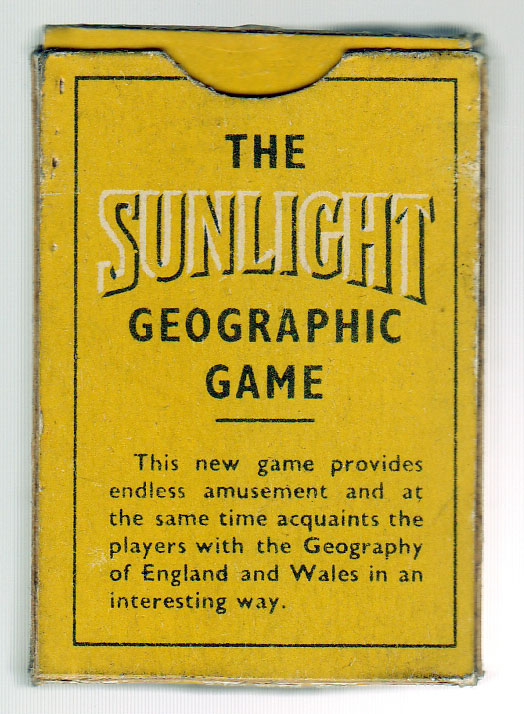 THE
SUNLIGHT
GEOGRAPHIC
GAME
This new game provides
endless amusement and at
the same time acquaints the
players with the Geography
of England and Wales in an
interesting way.